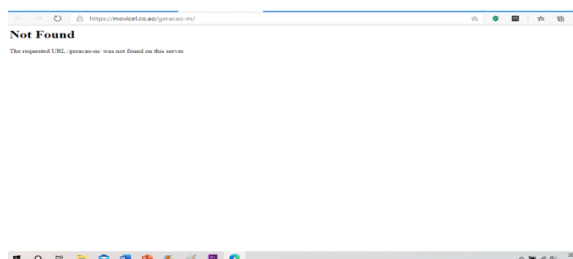 https://movicel.co.ao/geracao-m/
Not Found
The requested URL /geracao-m/ was not found on this server.